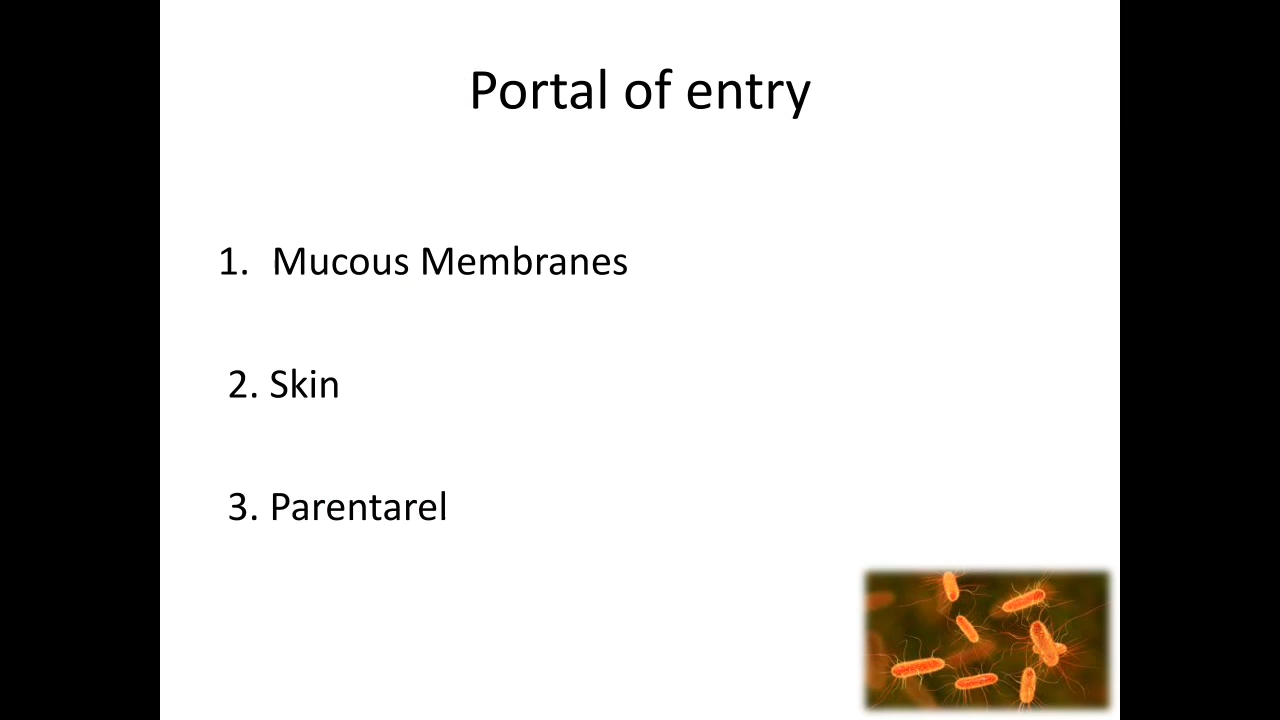 Portal of entry
1. Mucous Membranes
2. Skin
3. Parentarel